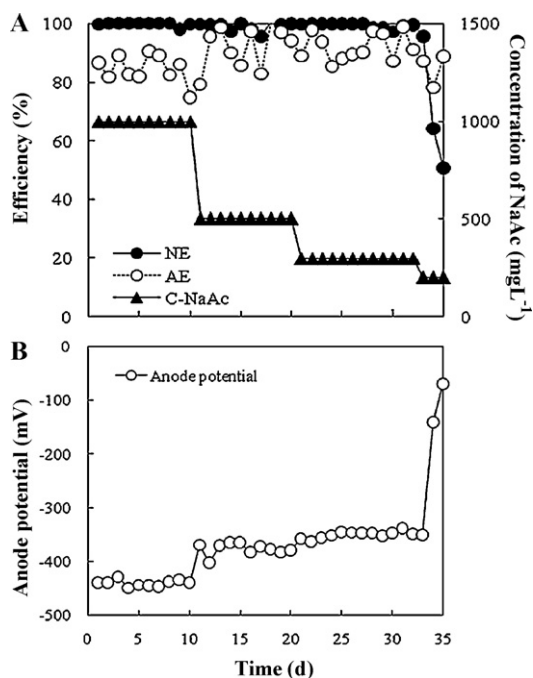 A
100
80
60
40
20
0
Efficiency (%)
1500
1000
500
0
Concentration of NaAc (mgL⁻¹)
NE
AE
C-NaAc
B
0
-100
-200
-300
-400
-500
Anode potential (mV)
Anode potential
0 5 10 15 20 25 30 35
Time (d)